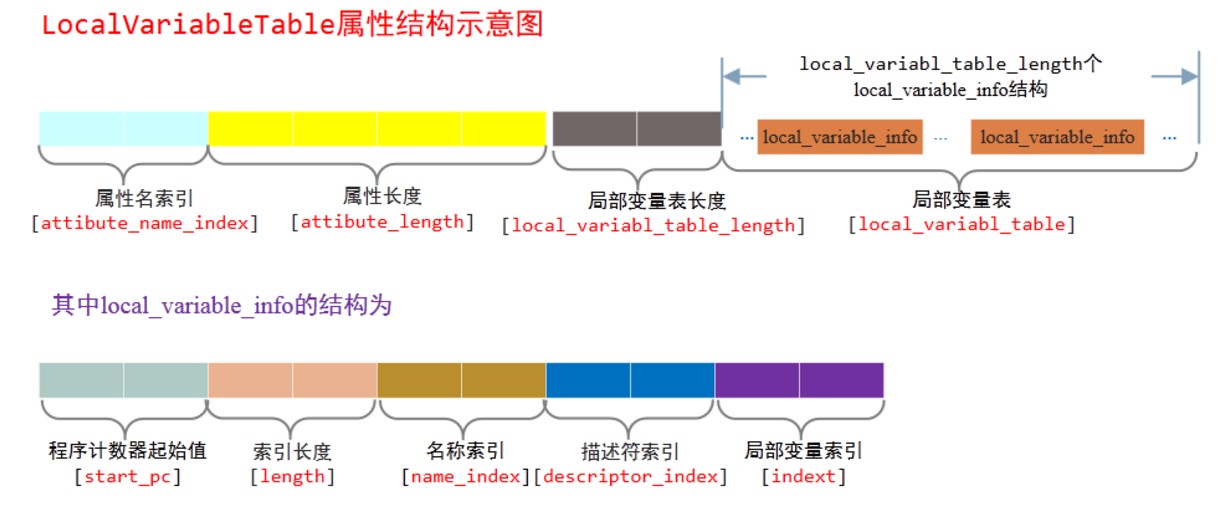 LocalVariableTable属性结构示意图
local_variabl_table_length个
local_variable_info结构
... local_variable_info ... local_variable_info ...
属性名索引 属性长度 局部变量表长度 局部变量表
[attibute_name_index] [attibute_length] [local_variabl_table_length] [local_variabl_table]
其中local_variable_info的结构为
程序计数器起始值 索引长度 名称索引 描述符索引 局部变量索引
[start_pc] [length] [name_index] [descriptor_index] [indext]